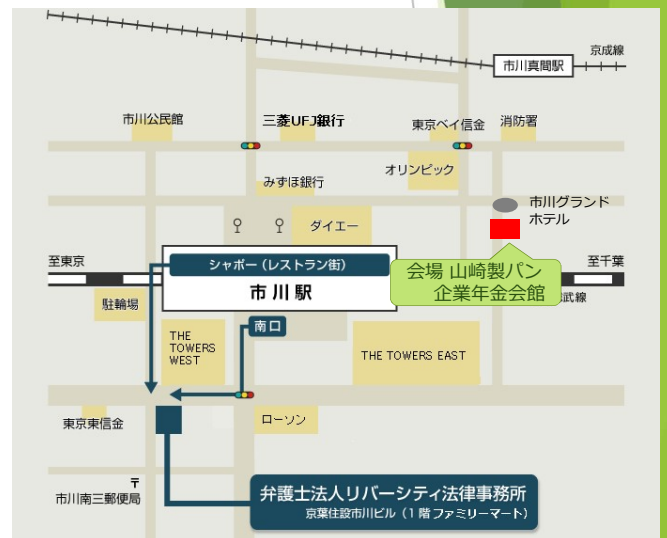 京成線
市川真間駅
市川公民館
三菱UFJ銀行
東京ベイ信金
消防署
オリンピック
みずほ銀行
市川グランド
ホテル
ダイエー
至東京
シャポー（レストラン街）
至千葉
市川駅
会場 山崎製パン
企業年金会館
武線
駐輪場
南口
THE
TOWERS
WEST
THE TOWERS EAST
東京東信金
ローソン
〒
市川南三郵便局
弁護士法人リバーシティ法律事務所
京葉住設市川ビル（1階ファミリーマート）